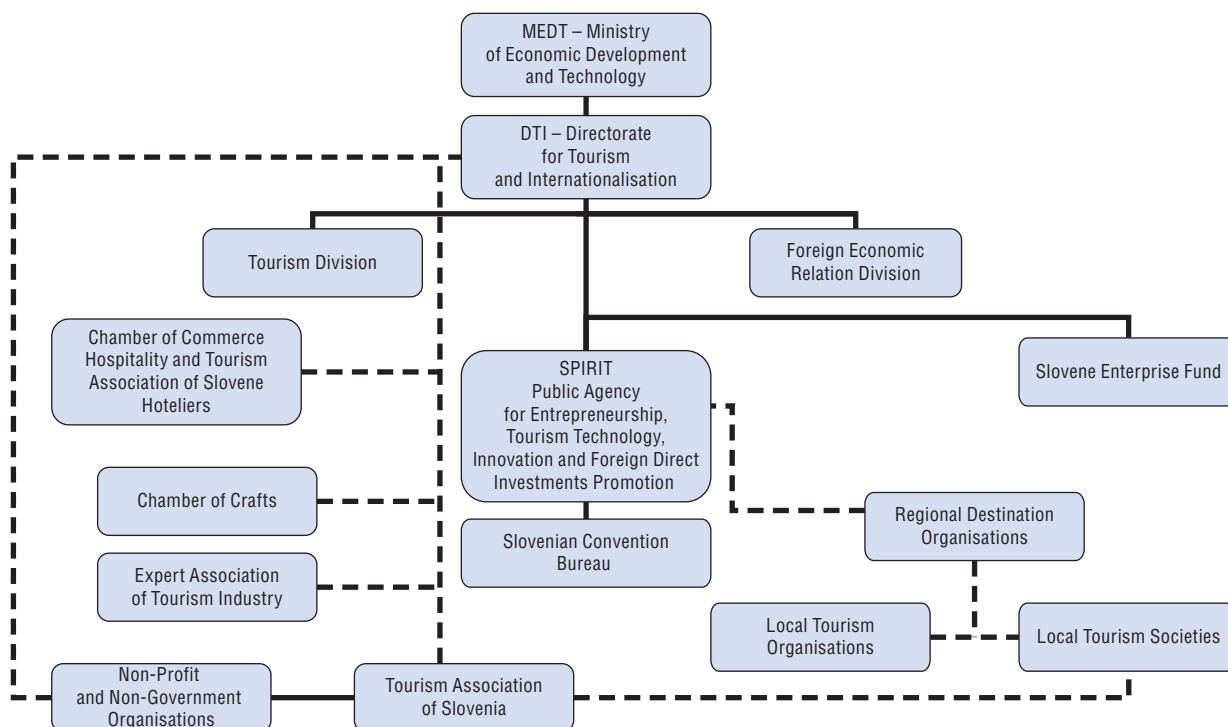 MEDT – Ministry
of Economic Development
and Technology
DTI – Directorate
for Tourism
and Internationalisation
Tourism Division
Foreign Economic
Relation Division
Chamber of Commerce
Hospitality and Tourism
Association of Slovene
Hoteliers
SPIRIT
Public Agency
for Entrepreneurship,
Tourism Technology,
Innovation and Foreign Direct
Investments Promotion
Slovene Enterprise Fund
Chamber of Crafts
Regional Destination
Organisations
Slovenian Convention
Bureau
Expert Association
of Tourism Industry
Local Tourism
Organisations
Local Tourism Societies
Non-Profit
and Non-Government
Organisations
Tourism Association
of Slovenia